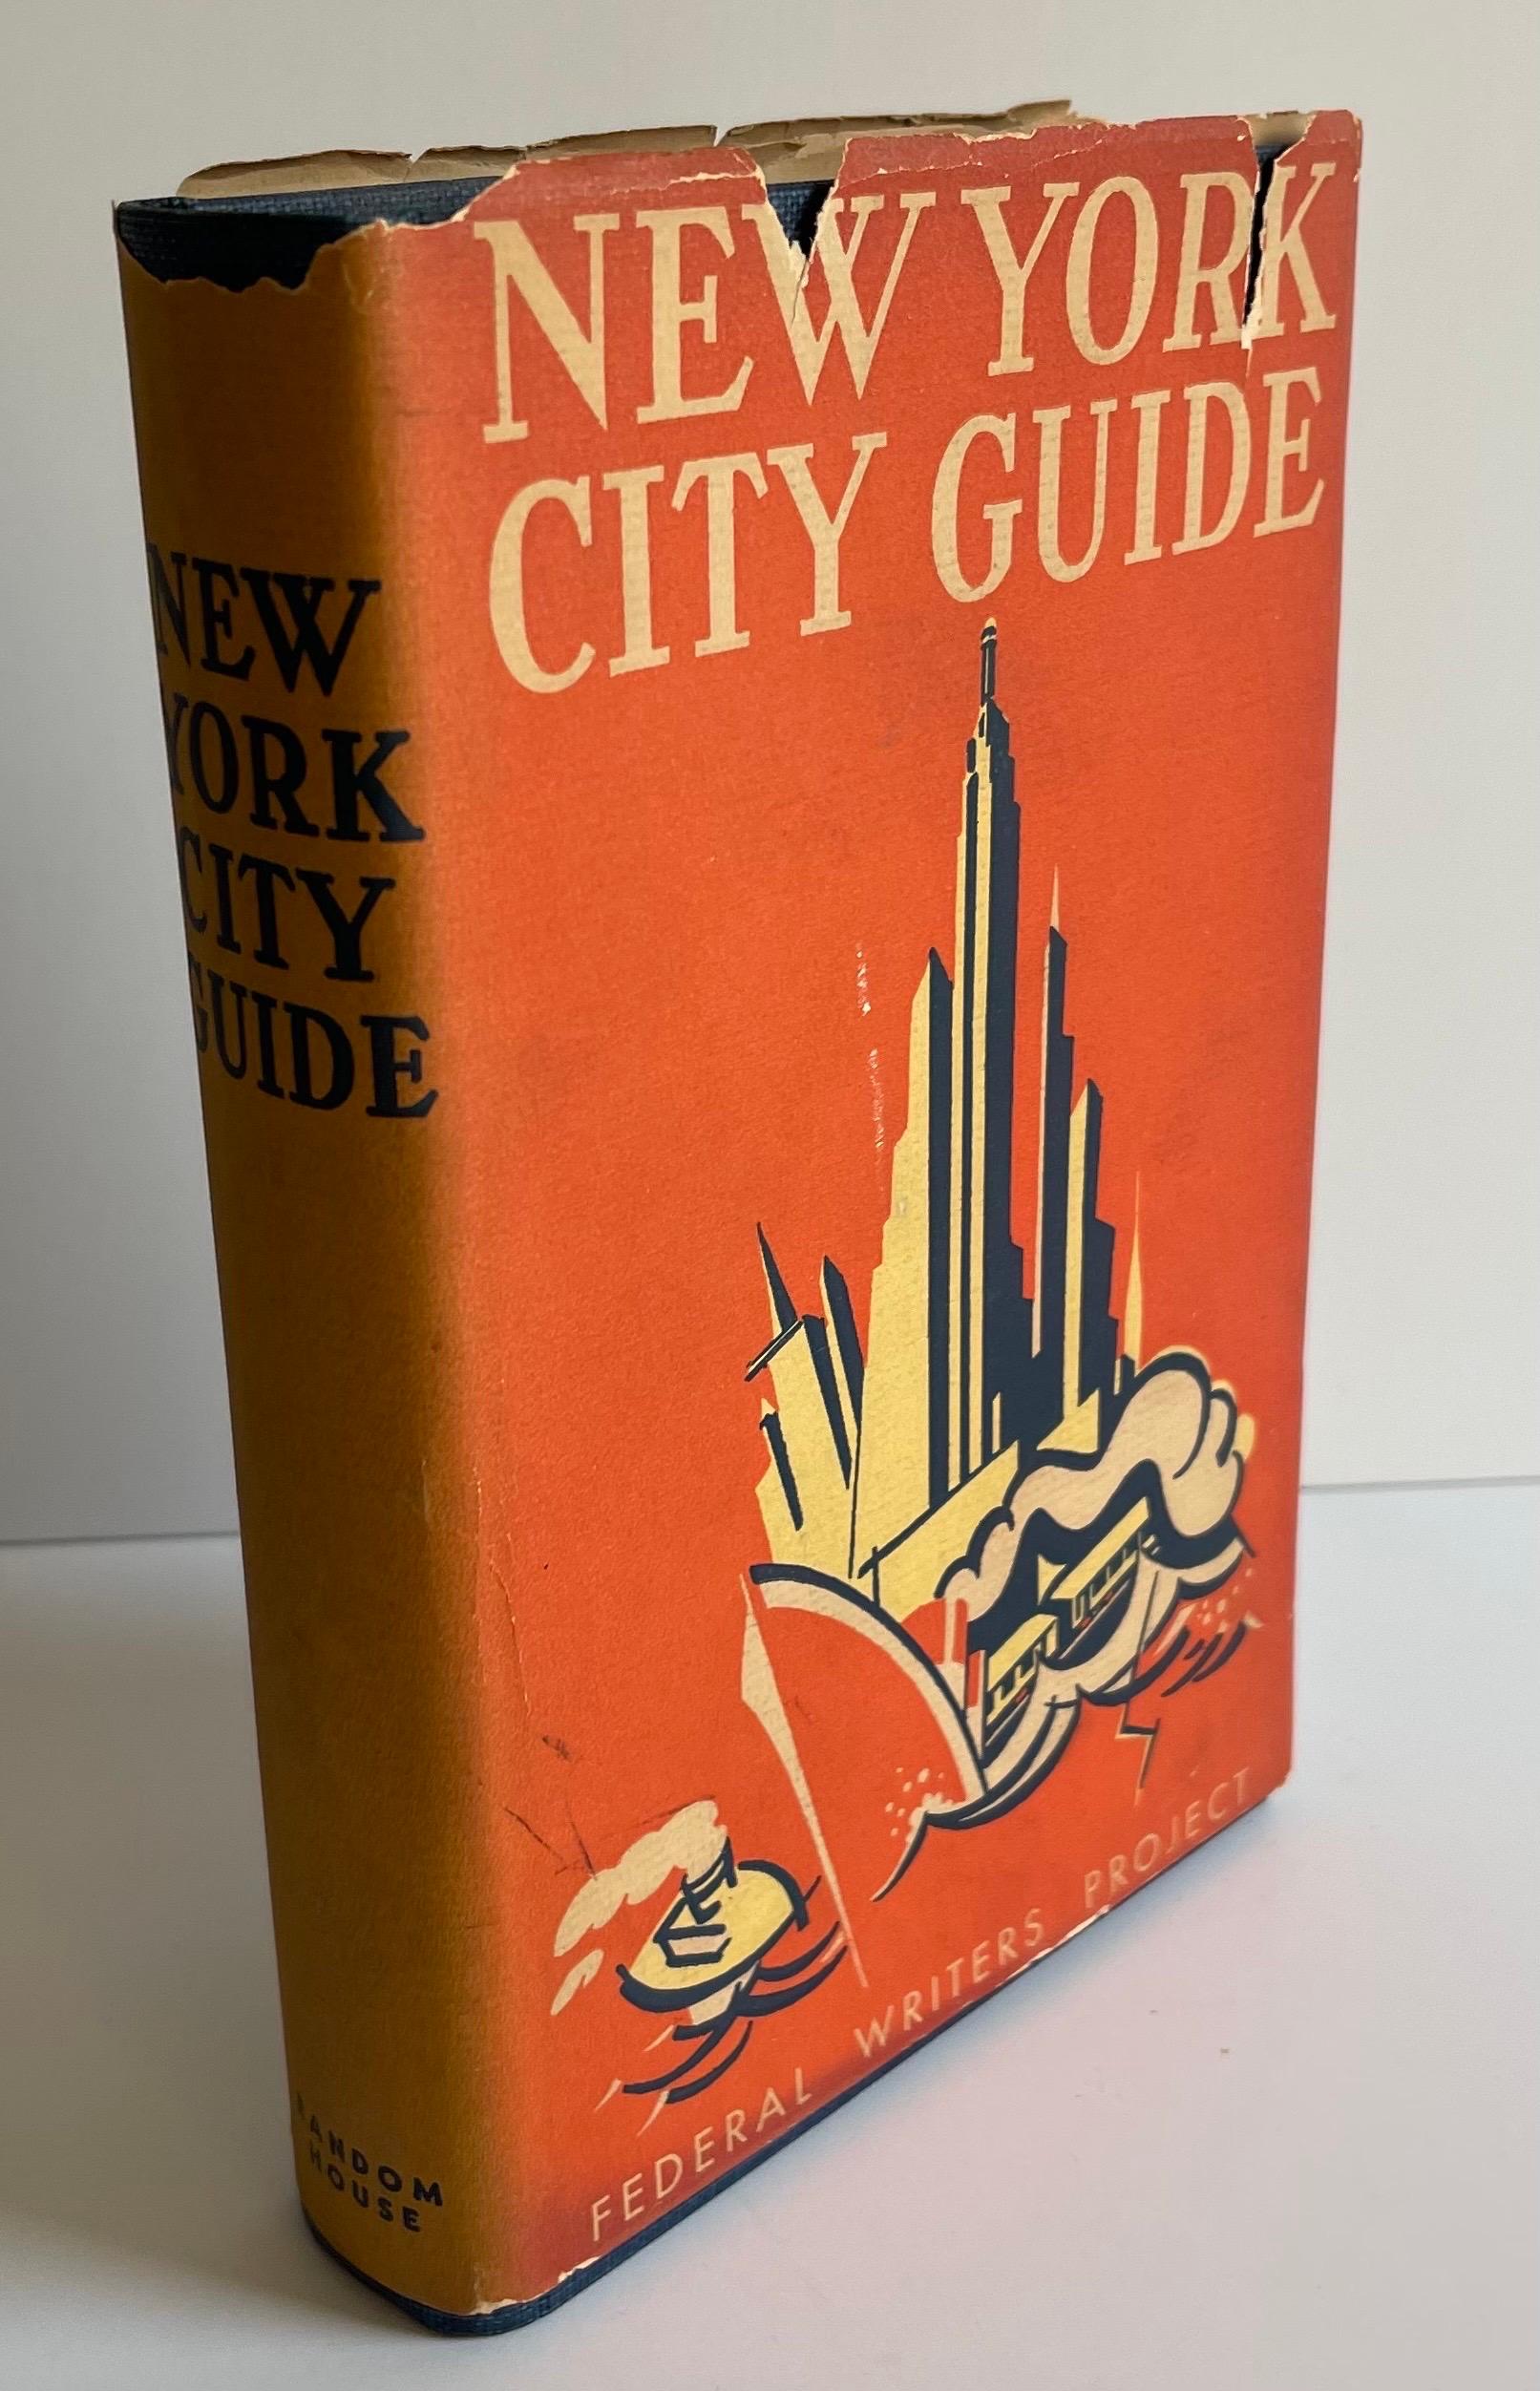 NEW YORK
CITY GUIDE
FEDERAL WRITERS PROJECT
NEW
YORK
CITY
GUIDE
RANDOM
HOUSE